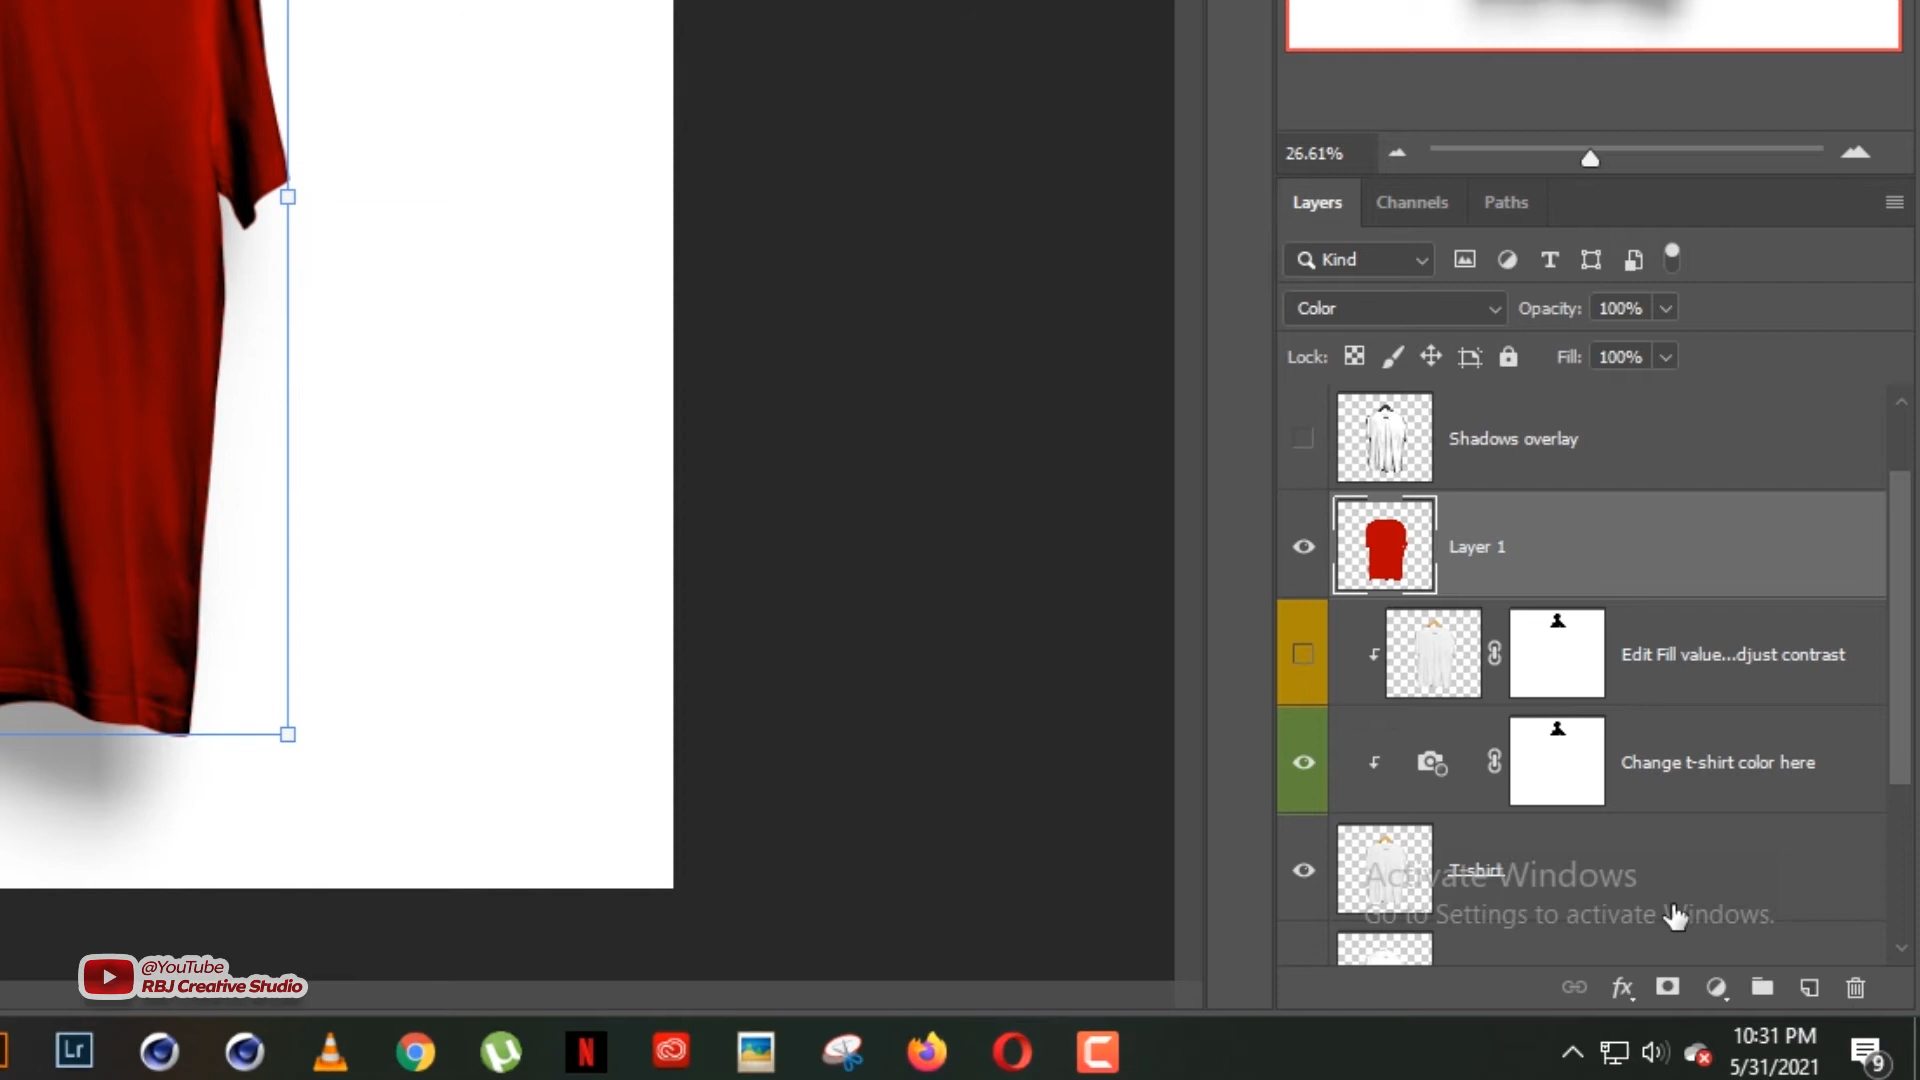 26.61%
Layers Channels Paths
Kind
Color Opacity: 100%
Lock: Fill: 100%
Shadows overlay
Layer 1
Edit Fill value...djust contrast
Change t-shirt color here
T-shirt
Activate Windows
Go to Settings to activate Windows.
fx
@YouTube
RBJ Creative Studio
Lr
N
10:31 PM
5/31/2021
9